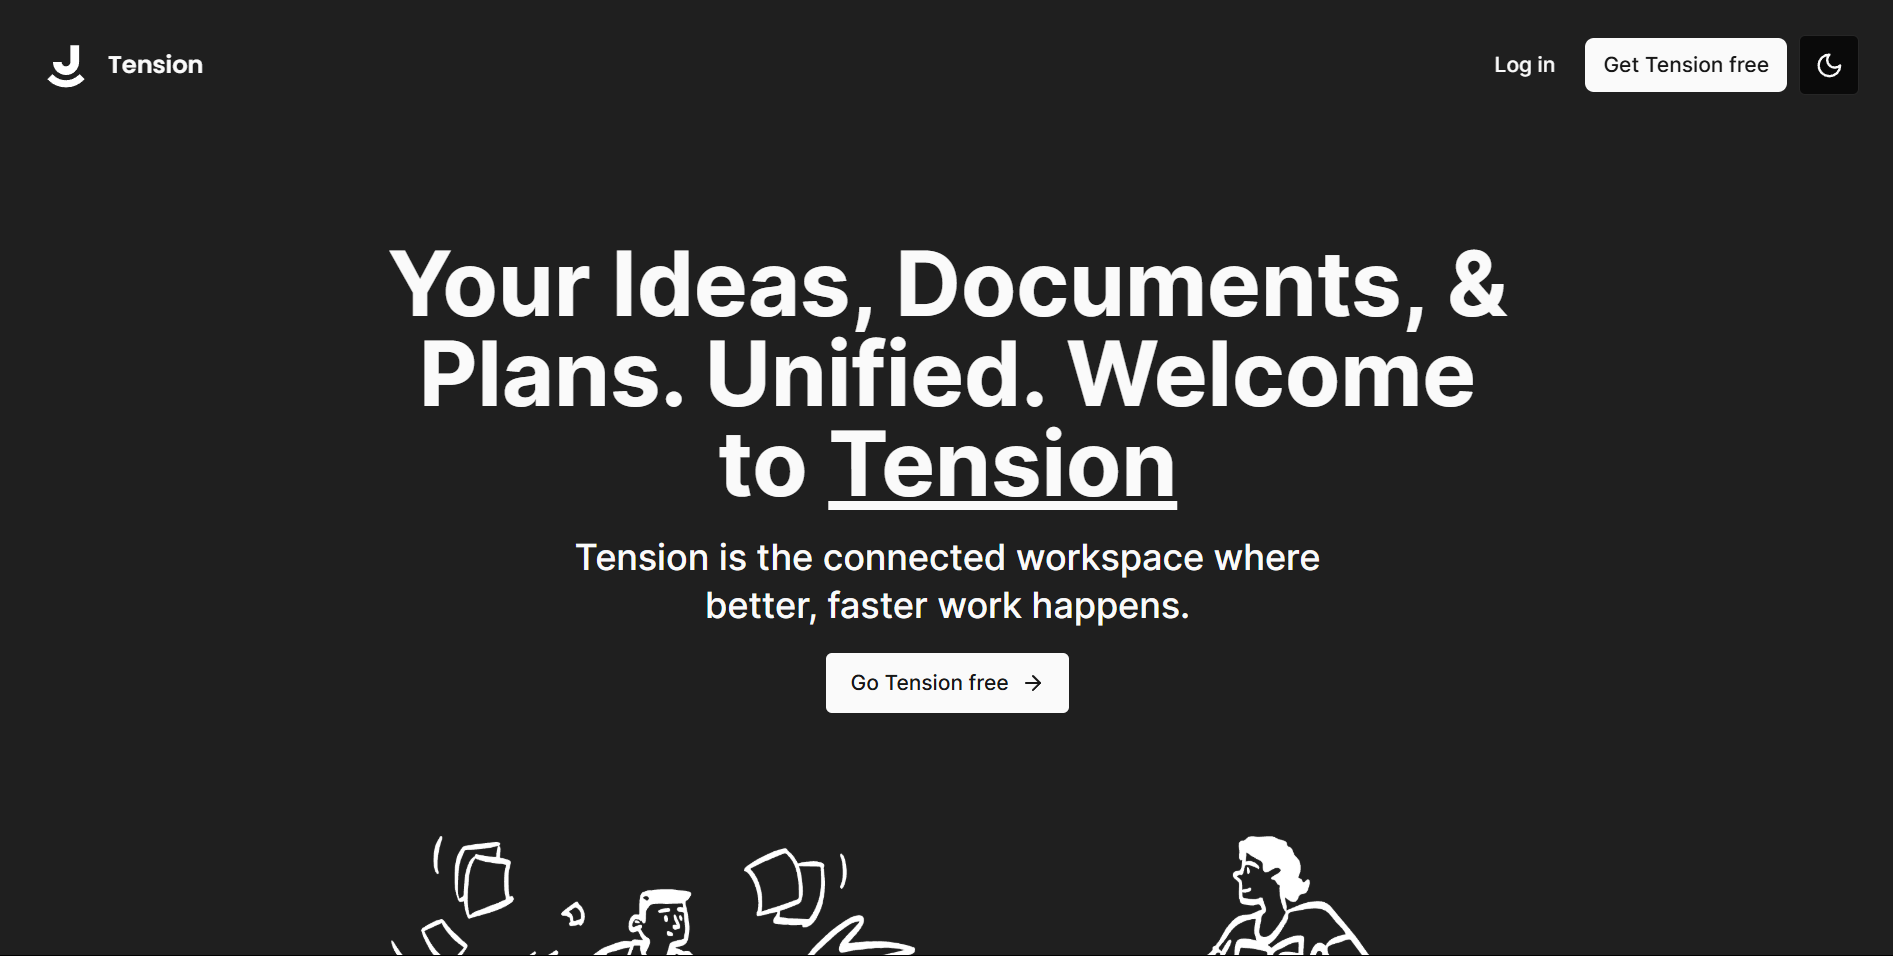 Tension
Log in
Get Tension free
Your Ideas, Documents, &
Plans. Unified. Welcome
to Tension
Tension is the connected workspace where
better, faster work happens.
Go Tension free